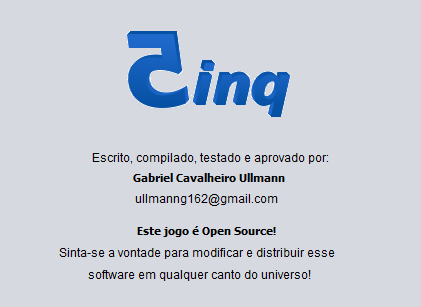 5inq
Escrito, compilado, testado e aprovado por:
Gabriel Cavalheiro Ullmann
ullmanng162@gmail.com
Este jogo é Open Source!
Sinta-se a vontade para modificar e distribuir esse
software em qualquer canto do universo!